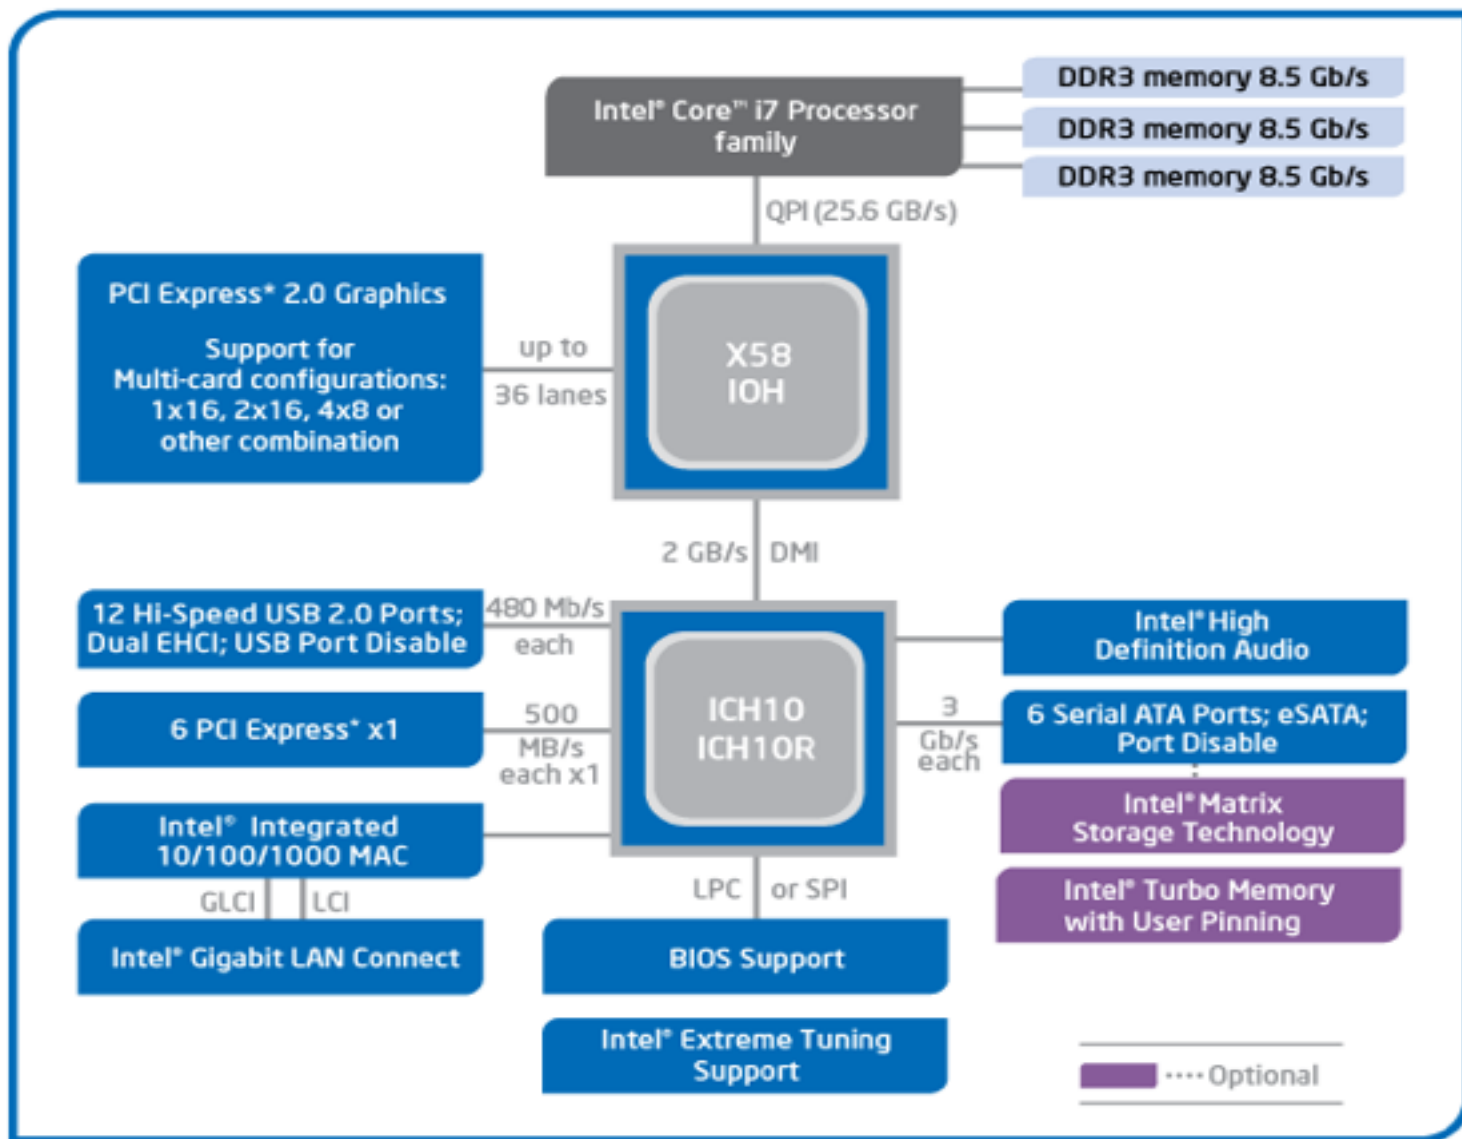 Intel® Core™ i7 Processor
family
DDR3 memory 8.5 Gb/s
DDR3 memory 8.5 Gb/s
DDR3 memory 8.5 Gb/s
QPI (25.6 GB/s)
PCI Express* 2.0 Graphics
Support for
Multi-card configurations:
1x16, 2x16, 4x8 or
other combination
up to
36 lanes
X58
IOH
2 GB/s DMI
12 Hi-Speed USB 2.0 Ports;
Dual EHCI; USB Port Disable
480 Mb/s
each
6 PCI Express* x1
500
MB/s
each x1
ICH10
ICH10R
Intel® High
Definition Audio
3
Gb/s
each
6 Serial ATA Ports; eSATA;
Port Disable
Intel® Matrix
Storage Technology
Intel® Turbo Memory
with User Pinning
Intel® Integrated
10/100/1000 MAC
GLCI LCI
Intel® Gigabit LAN Connect
LPC or SPI
BIOS Support
Intel® Extreme Tuning
Support
Optional